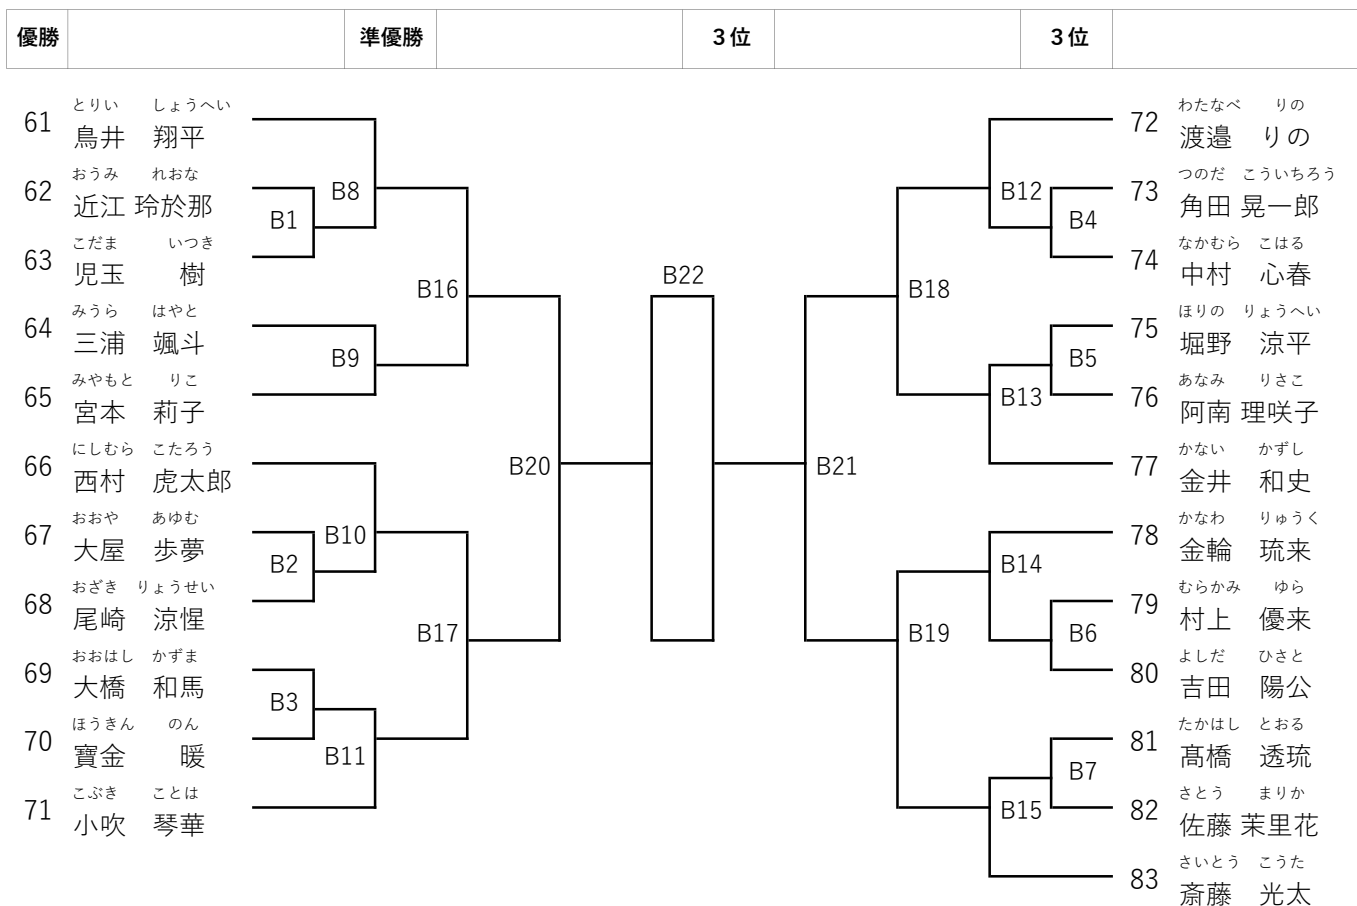 優勝 準優勝 ３位 ３位
とりい しょうへい
61 鳥井 翔平
おうみ れおな
62 近江 玲於那
こだま いつき
63 児玉 樹
みうら はやと
64 三浦 颯斗
みやもと りこ
65 宮本 莉子
にしむら こたろう
66 西村 虎太郎
おおや あゆむ
67 大屋 歩夢
おざき りょうせい
68 尾崎 涼惺
おおはし かずま
69 大橋 和馬
ほうきん のん
70 寶金 暖
こぶき ことは
71 小吹 琴華
B1
B2
B3
B8
B9
B10
B11
B16
B17
B20
B22
B21
B18
B19
B12
B13
B14
B15
B4
B5
B6
B7
わたなべ りの
72 渡邉 りの
つのだ こういちろう
73 角田 晃一郎
なかむら こはる
74 中村 心春
ほりの りょうへい
75 堀野 涼平
あなみ りさこ
76 阿南 理咲子
かない かずし
77 金井 和史
かなわ りゅうく
78 金輪 琉来
むらかみ ゆら
79 村上 優来
よしだ ひさと
80 吉田 陽公
たかはし とおる
81 髙橋 透琉
さとう まりか
82 佐藤 茉里花
さいとう こうた
83 斎藤 光太